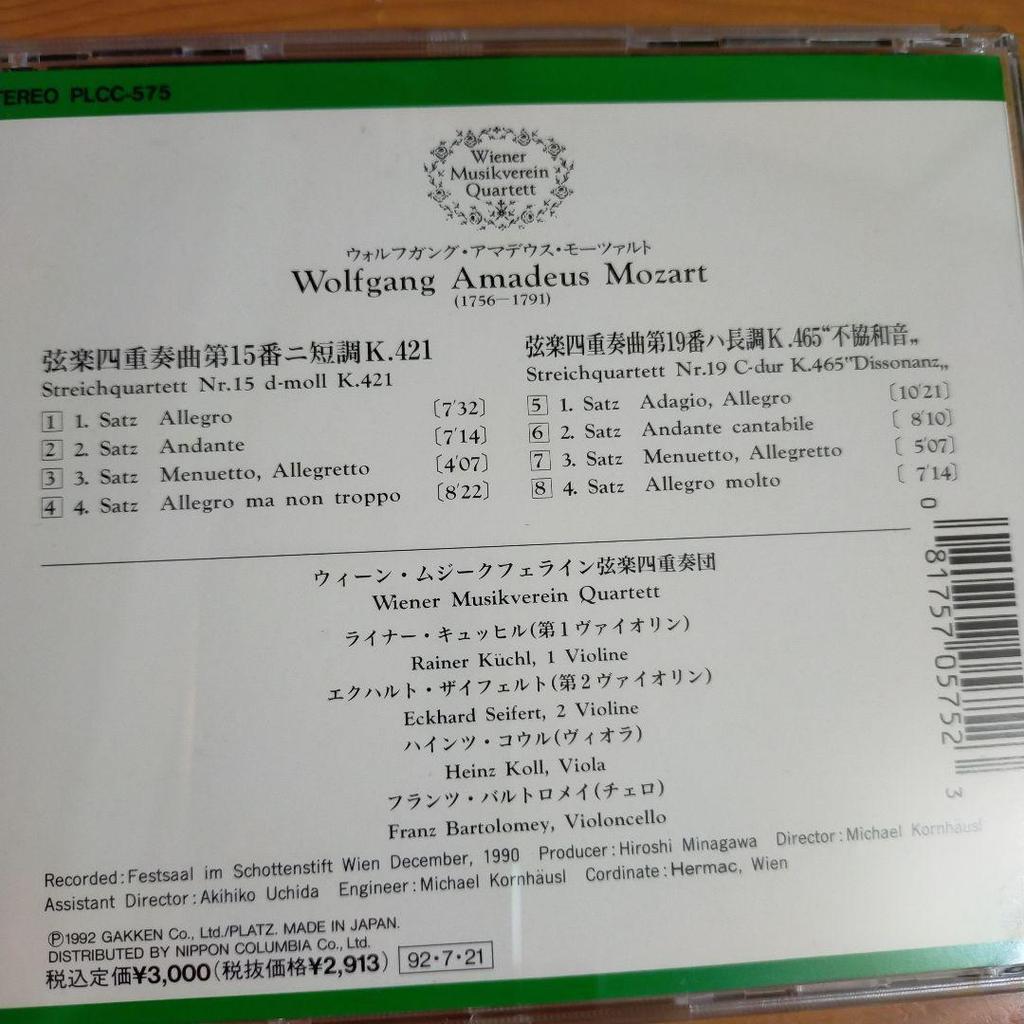 STEREO PLCC-575
Wiener
Musikverein
Quartett
ウォルフガング・アマデウス・モーツァルト
Wolfgang Amadeus Mozart
(1756—1791)
弦楽四重奏曲第15番ニ短調K.421
Streichquartett Nr.15 d-moll K.421
1 1. Satz Allegro 〔7′32〕
2 2. Satz Andante 〔7′14〕
3 3. Satz Menuetto, Allegretto 〔4′07〕
4 4. Satz Allegro ma non troppo 〔8′22〕
弦楽四重奏曲第19番ハ長調K.465“不協和音„
Streichquartett Nr.19 C-dur K.465"Dissonanz„
5 1. Satz Adagio, Allegro 〔10′21〕
6 2. Satz Andante cantabile 〔 8′10〕
7 3. Satz Menuetto, Allegretto 〔 5′07〕
8 4. Satz Allegro molto 〔 7′14〕
ウィーン・ムジークフェライン弦楽四重奏団
Wiener Musikverein Quartett
ライナー・キュッヒル(第1ヴァイオリン)
Rainer Küchl, 1 Violine
エクハルト・ザイフェルト(第2ヴァイオリン)
Eckhard Seifert, 2 Violine
ハインツ・コウル(ヴィオラ)
Heinz Koll, Viola
フランツ・バルトロメイ(チェロ)
Franz Bartolomey, Violoncello
Recorded:Festsaal im Schottenstift Wien December, 1990 Producer:Hiroshi Minagawa Director:Michael Kornhäusl
Assistant Director:Akihiko Uchida Engineer:Michael Kornhäusl Cordinate:Hermac, Wien
Ⓟ1992 GAKKEN Co., Ltd./PLATZ. MADE IN JAPAN.
DISTRIBUTED BY NIPPON COLUMBIA Co., Ltd.
税込定価¥3,000(税抜価格¥2,913) 92・7・21
0 81757 05752 3